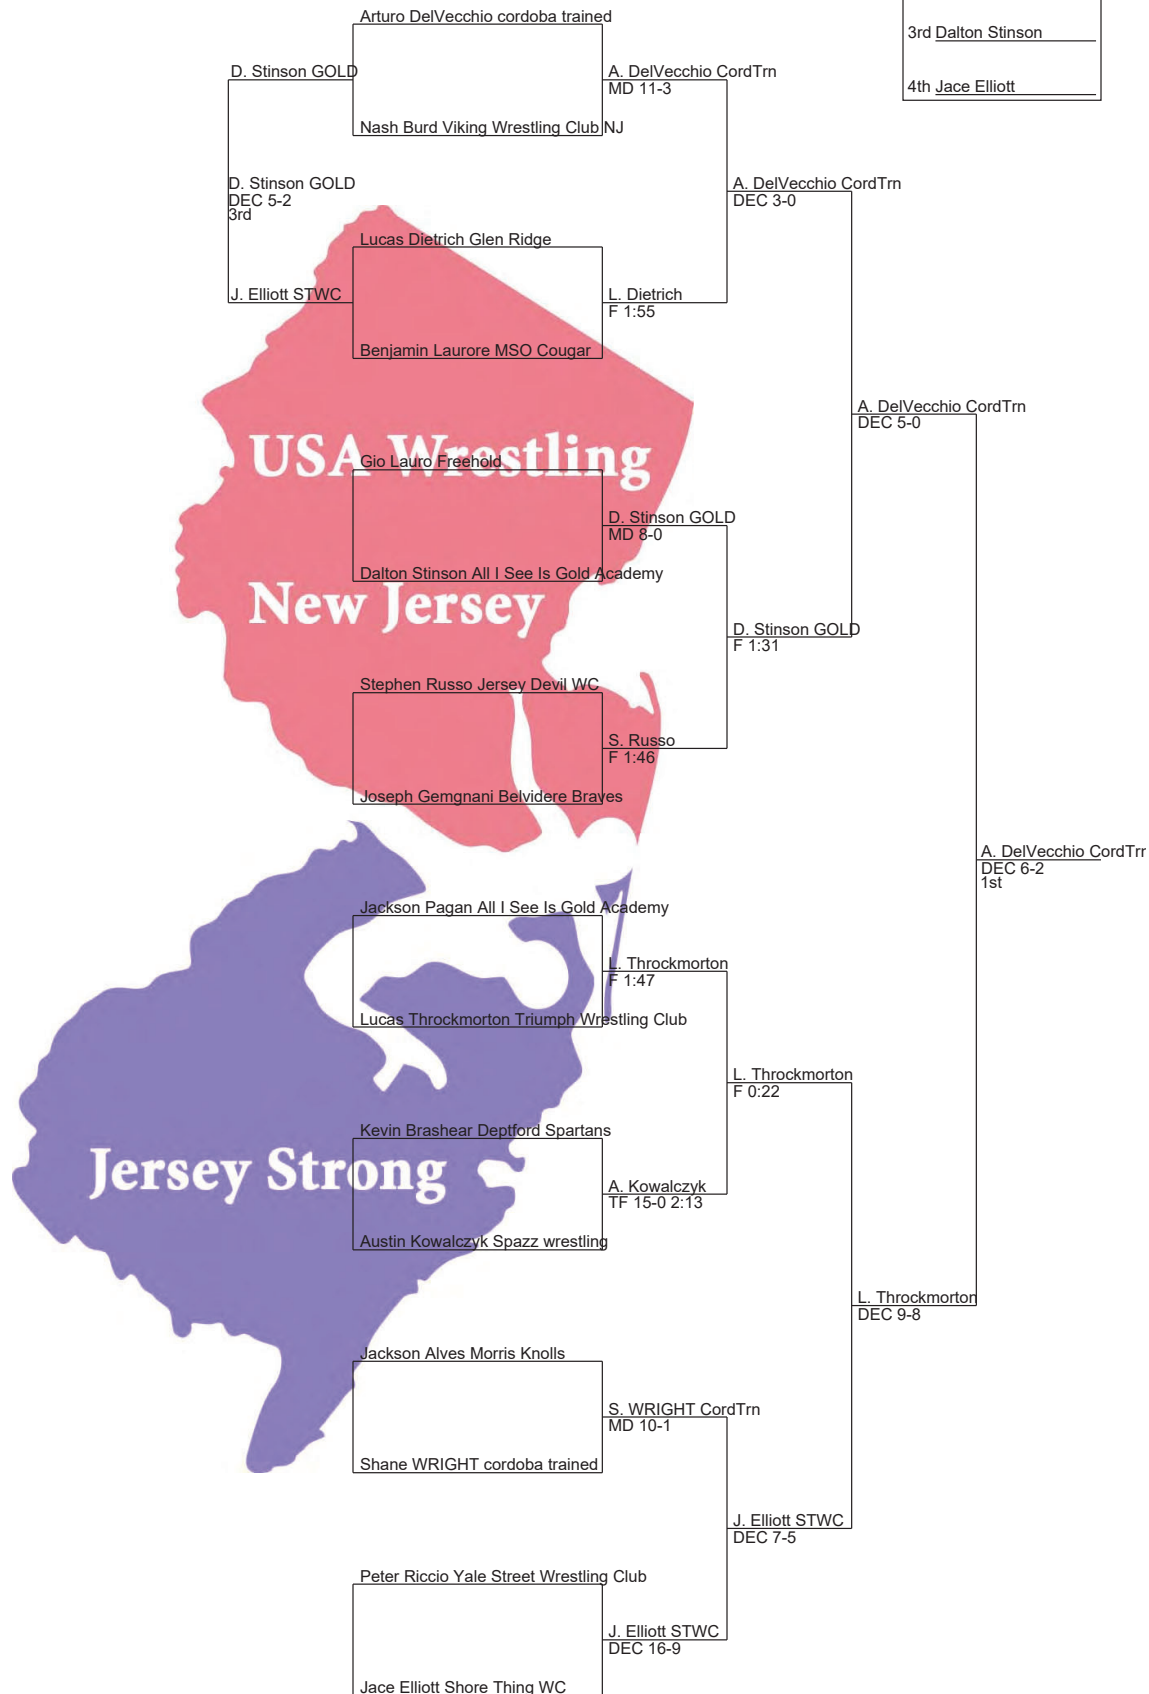 Arturo DelVecchio cordoba trained
3rd Dalton Stinson
D. Stinson GOLD
A. DelVecchio CordTrn
MD 11-3
4th Jace Elliott
Nash Burd Viking Wrestling Club NJ
D. Stinson GOLD
DEC 5-2
3rd
A. DelVecchio CordTrn
DEC 3-0
Lucas Dietrich Glen Ridge
J. Elliott STWC
L. Dietrich
F 1:55
Benjamin Laurore MSO Cougar
A. DelVecchio CordTrn
DEC 5-0
USA Wrestling
Gio Lauro Freehold
D. Stinson GOLD
MD 8-0
Dalton Stinson All I See Is Gold Academy
New Jersey
D. Stinson GOLD
F 1:31
Stephen Russo Jersey Devil WC
S. Russo
F 1:46
Joseph Gemgnani Belvidere Braves
A. DelVecchio CordTrn
DEC 6-2
1st
Jackson Pagan All I See Is Gold Academy
L. Throckmorton
F 1:47
Lucas Throckmorton Triumph Wrestling Club
L. Throckmorton
F 0:22
Kevin Brashear Deptford Spartans
Jersey Strong
A. Kowalczyk
TF 15-0 2:13
Austin Kowalczyk Spazz wrestling
L. Throckmorton
DEC 9-8
Jackson Alves Morris Knolls
S. WRIGHT CordTrn
MD 10-1
Shane WRIGHT cordoba trained
J. Elliott STWC
DEC 7-5
Peter Riccio Yale Street Wrestling Club
J. Elliott STWC
DEC 16-9
Jace Elliott Shore Thing WC